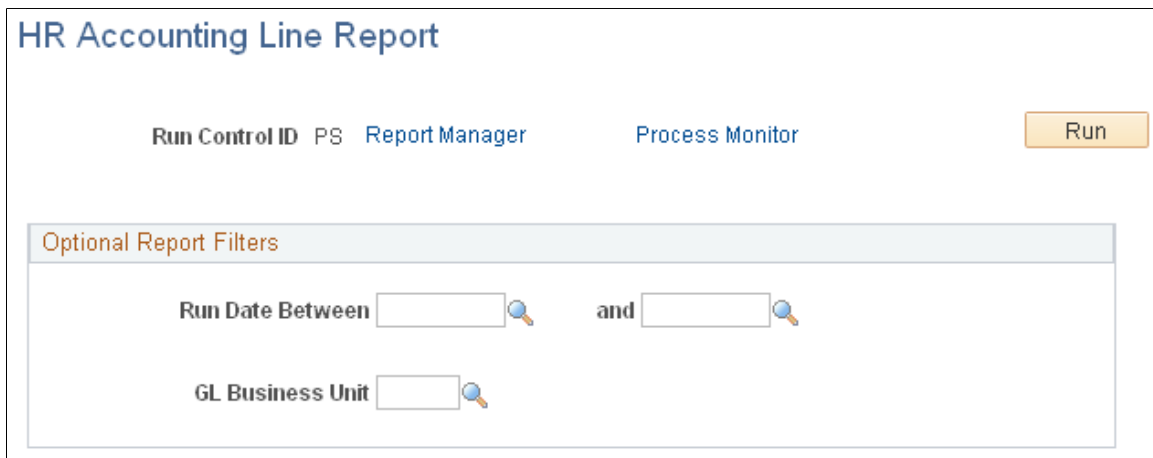 HR Accounting Line Report
Run Control ID PS Report Manager Process Monitor Run
Optional Report Filters
Run Date Between and
GL Business Unit